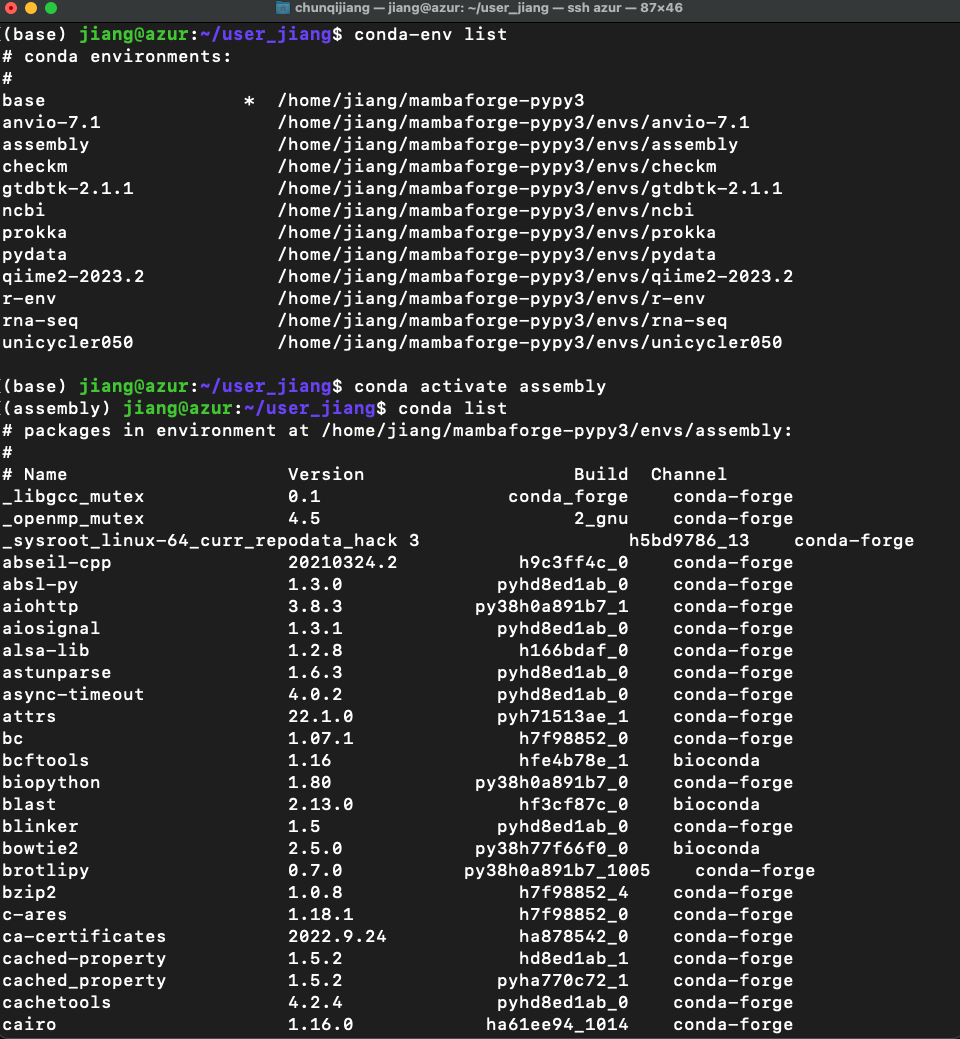 chunqijiang — jiang@azur: ~/user_jiang — ssh azur — 87×46
(base) jiang@azur:~/user_jiang$ conda-env list
# conda environments:
#
base                  *  /home/jiang/mambaforge-pypy3
anvio-7.1                /home/jiang/mambaforge-pypy3/envs/anvio-7.1
assembly                 /home/jiang/mambaforge-pypy3/envs/assembly
checkm                   /home/jiang/mambaforge-pypy3/envs/checkm
gtdbtk-2.1.1             /home/jiang/mambaforge-pypy3/envs/gtdbtk-2.1.1
ncbi                     /home/jiang/mambaforge-pypy3/envs/ncbi
prokka                   /home/jiang/mambaforge-pypy3/envs/prokka
pydata                   /home/jiang/mambaforge-pypy3/envs/pydata
qiime2-2023.2            /home/jiang/mambaforge-pypy3/envs/qiime2-2023.2
r-env                    /home/jiang/mambaforge-pypy3/envs/r-env
rna-seq                  /home/jiang/mambaforge-pypy3/envs/rna-seq
unicycler050             /home/jiang/mambaforge-pypy3/envs/unicycler050
(base) jiang@azur:~/user_jiang$ conda activate assembly
(assembly) jiang@azur:~/user_jiang$ conda list
# packages in environment at /home/jiang/mambaforge-pypy3/envs/assembly:
#
# Name                    Version                   Build  Channel
_libgcc_mutex             0.1                 conda_forge    conda-forge
_openmp_mutex             4.5                       2_gnu    conda-forge
_sysroot_linux-64_curr_repodata_hack 3                   h5bd9786_13    conda-forge
abseil-cpp                20210324.2           h9c3ff4c_0    conda-forge
absl-py                   1.3.0              pyhd8ed1ab_0    conda-forge
aiohttp                   3.8.3            py38h0a891b7_1    conda-forge
aiosignal                 1.3.1              pyhd8ed1ab_0    conda-forge
alsa-lib                  1.2.8                h166bdaf_0    conda-forge
astunparse                1.6.3              pyhd8ed1ab_0    conda-forge
async-timeout             4.0.2              pyhd8ed1ab_0    conda-forge
attrs                     22.1.0             pyh71513ae_1    conda-forge
bc                        1.07.1               h7f98852_0    conda-forge
bcftools                  1.16                 hfe4b78e_1    bioconda
biopython                 1.80             py38h0a891b7_0    conda-forge
blast                     2.13.0               hf3cf87c_0    bioconda
blinker                   1.5                pyhd8ed1ab_0    conda-forge
bowtie2                   2.5.0            py38h77f66f0_0    bioconda
brotlipy                  0.7.0           py38h0a891b7_1005    conda-forge
bzip2                     1.0.8                h7f98852_4    conda-forge
c-ares                    1.18.1               h7f98852_0    conda-forge
ca-certificates           2022.9.24            ha878542_0    conda-forge
cached-property           1.5.2                hd8ed1ab_1    conda-forge
cached_property           1.5.2              pyha770c72_1    conda-forge
cachetools                4.2.4              pyhd8ed1ab_0    conda-forge
cairo                     1.16.0            ha61ee94_1014    conda-forge